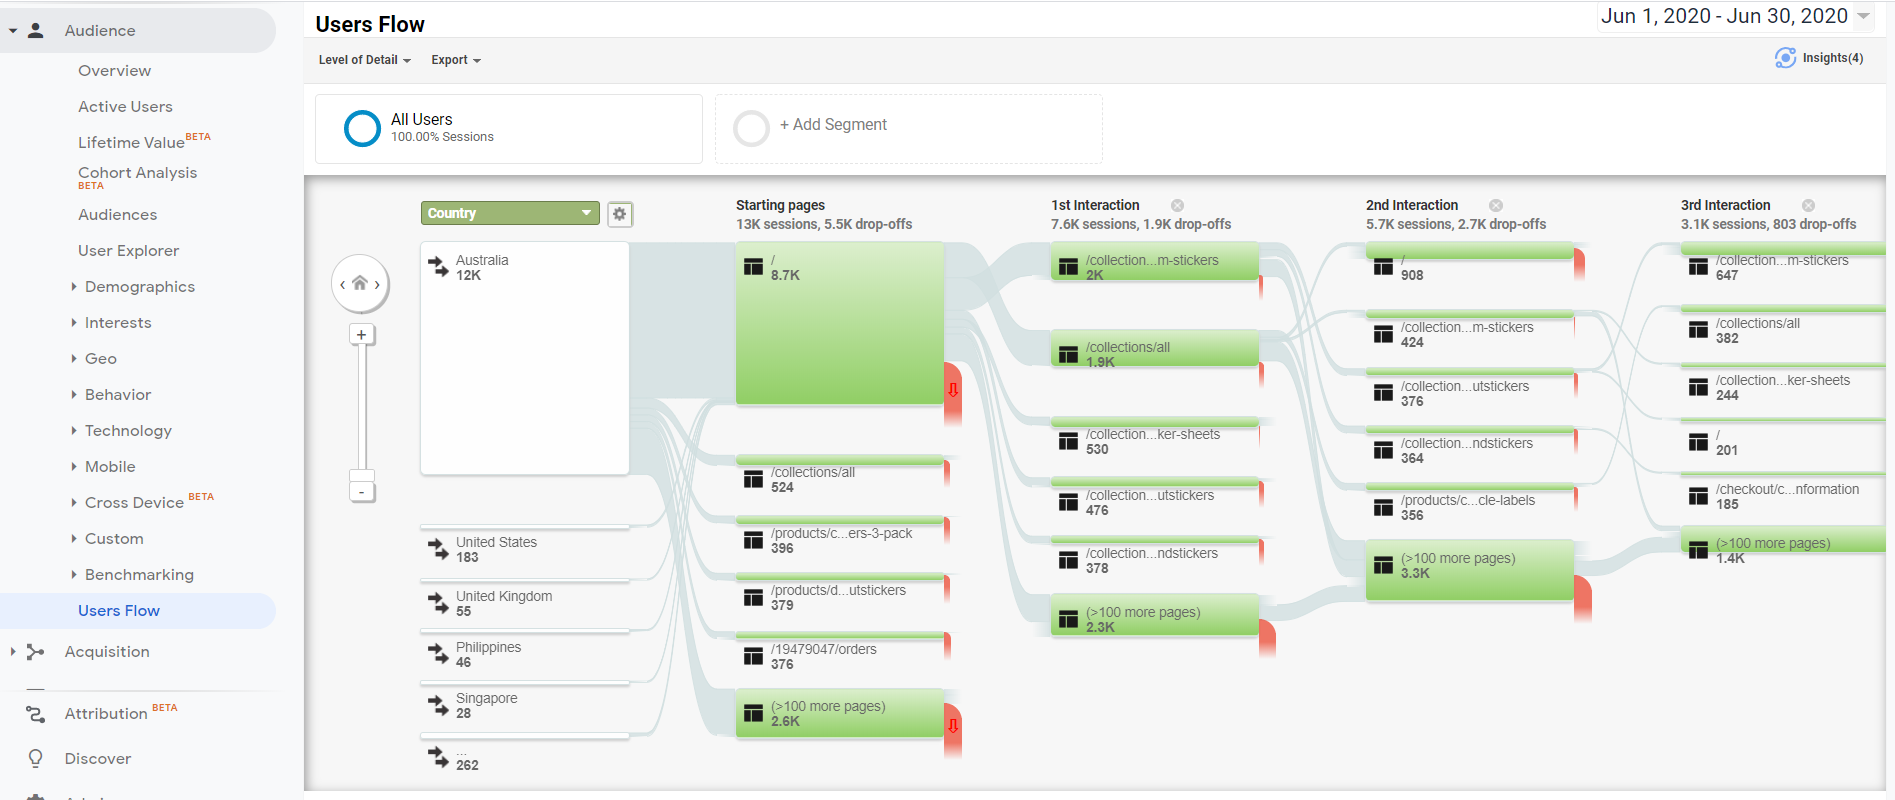 Audience
Overview
Active Users
Lifetime Value BETA
Cohort Analysis
BETA
Audiences
User Explorer
Demographics
Interests
Geo
Behavior
Technology
Mobile
Cross Device BETA
Custom
Benchmarking
Users Flow
Acquisition
Attribution BETA
Discover
Users Flow
Jun 1, 2020 - Jun 30, 2020
Level of Detail
Export
Insights(4)
All Users
100.00% Sessions
+ Add Segment
Country
+
-
Australia
12K
United States
183
United Kingdom
55
Philippines
46
Singapore
28
...
262
Starting pages
13K sessions, 5.5K drop-offs
/
8.7K
/collections/all
524
/products/c...ers-3-pack
396
/products/d...utstickers
379
/19479047/orders
376
(>100 more pages)
2.6K
1st Interaction
7.6K sessions, 1.9K drop-offs
/collection...m-stickers
2K
/collections/all
1.9K
/collection...ker-sheets
530
/collection...utstickers
476
/collection...ndstickers
378
(>100 more pages)
2.3K
2nd Interaction
5.7K sessions, 2.7K drop-offs
/
908
/collection...m-stickers
424
/collection...utstickers
376
/collection...ndstickers
364
/products/c...cle-labels
356
(>100 more pages)
3.3K
3rd Interaction
3.1K sessions, 803 drop-offs
/collection...m-stickers
647
/collections/all
382
/collection...ker-sheets
244
/
201
/checkout/c...nformation
185
(>100 more pages)
1.4K